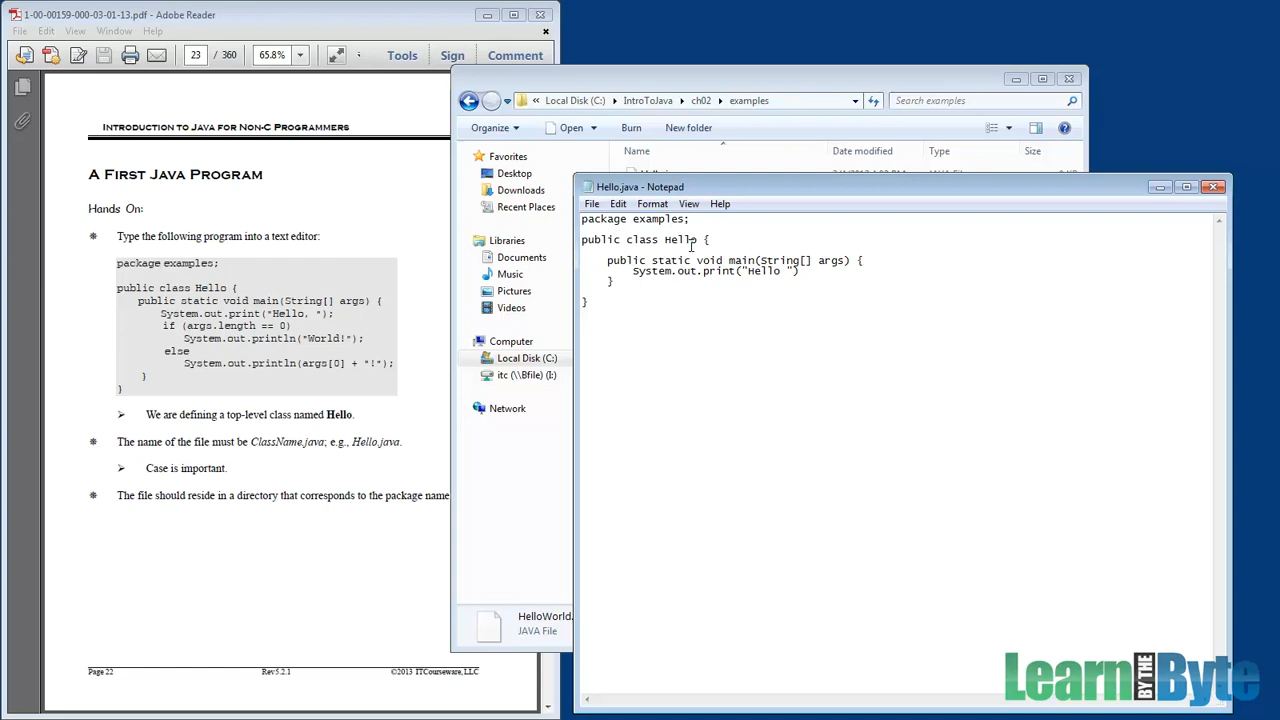 1-00-00159-000-03-01-13.pdf - Adobe Reader
File Edit View Window Help
23 / 360 65.8% Tools Sign Comment
INTRODUCTION TO JAVA FOR NON-C PROGRAMMERS
A FIRST JAVA PROGRAM
Hands On:
Type the following program into a text editor:
package examples;
public class Hello {
public static void main(String[] args) {
System.out.print("Hello, ");
if (args.length == 0)
System.out.println("World!");
else
System.out.println(args[0] + "!");
}
}
We are defining a top-level class named Hello.
The name of the file must be ClassName.java; e.g., Hello.java.
Case is important.
The file should reside in a directory that corresponds to the package name
Page 22 Rev 5.2.1 ©2013 ITCourseware, LLC
« Local Disk (C:) IntroToJava ch02 examples Search examples
Organize Open Burn New folder
Favorites
Desktop
Downloads
Recent Places
Libraries
Documents
Music
Pictures
Videos
Computer
Local Disk (C:)
itc (\\Bfile) (I:)
Network
Name Date modified Type Size
HelloWorld.
JAVA File
Hello.java - Notepad
File Edit Format View Help
package examples;
public class Hello {
public static void main(String[] args) {
System.out.print("Hello ")
}
}
Learn BY THE Byte